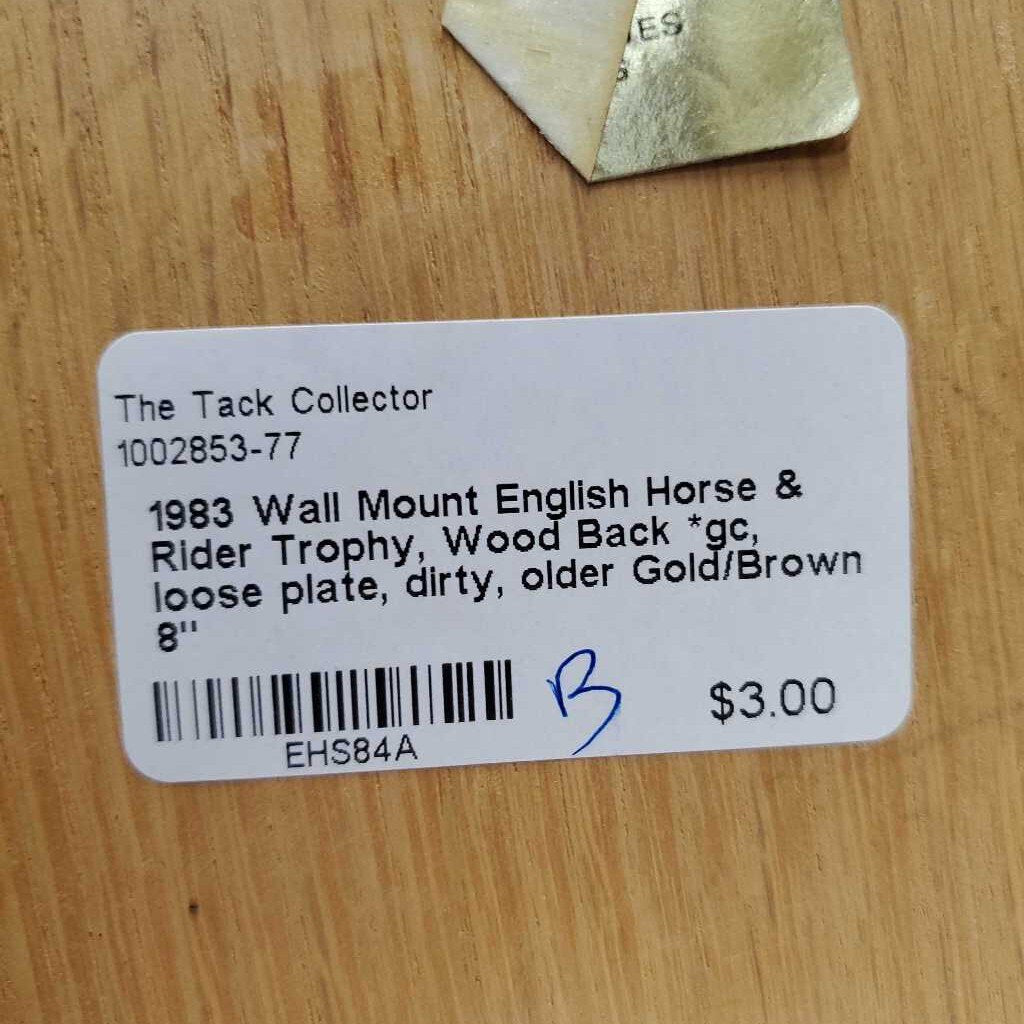 ES
The Tack Collector
1002853-77
1983 Wall Mount English Horse &
Rider Trophy, Wood Back *gc,
loose plate, dirty, older Gold/Brown
8"
EHS84A
B
$3.00